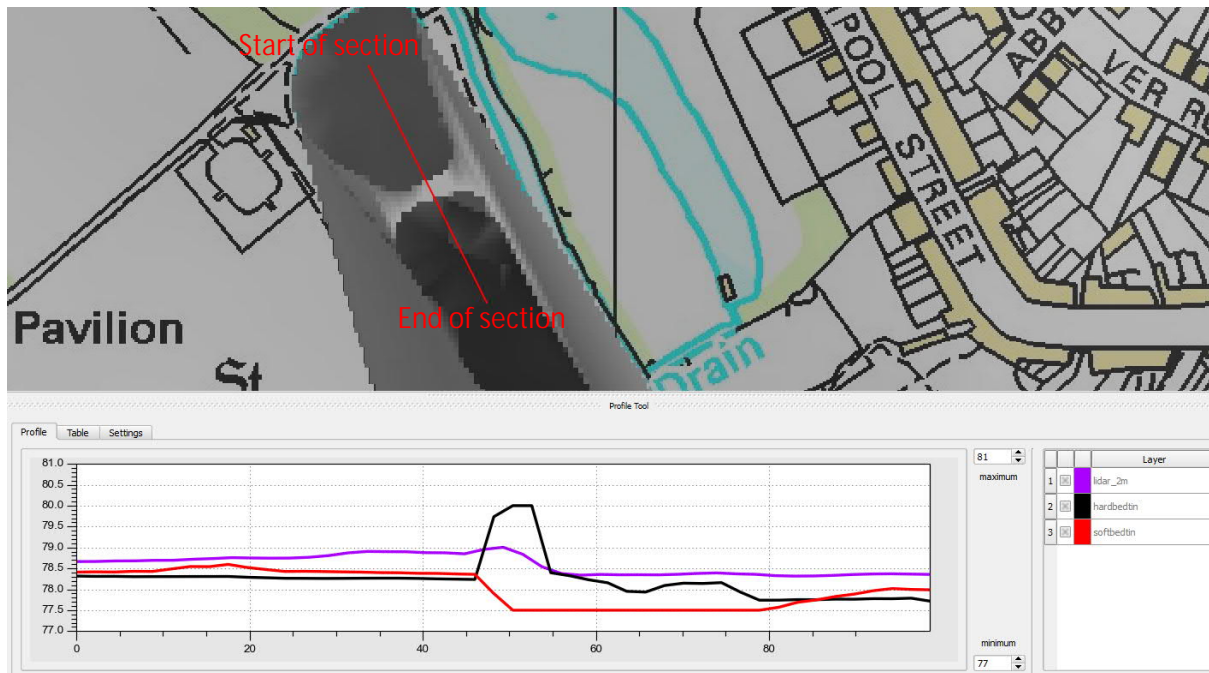 Start of section
POOL
STREET
ABB
VER R
End of section
Pavilion
St
Drain
Profile Tool
Profile Table Settings
81.0
80.5
80.0
79.5
79.0
78.5
78.0
77.5
77.0
0 20 40 60 80
81
maximum
minimum
77
Layer
1 lidar_2m
2 hardbedtin
3 softbedtin